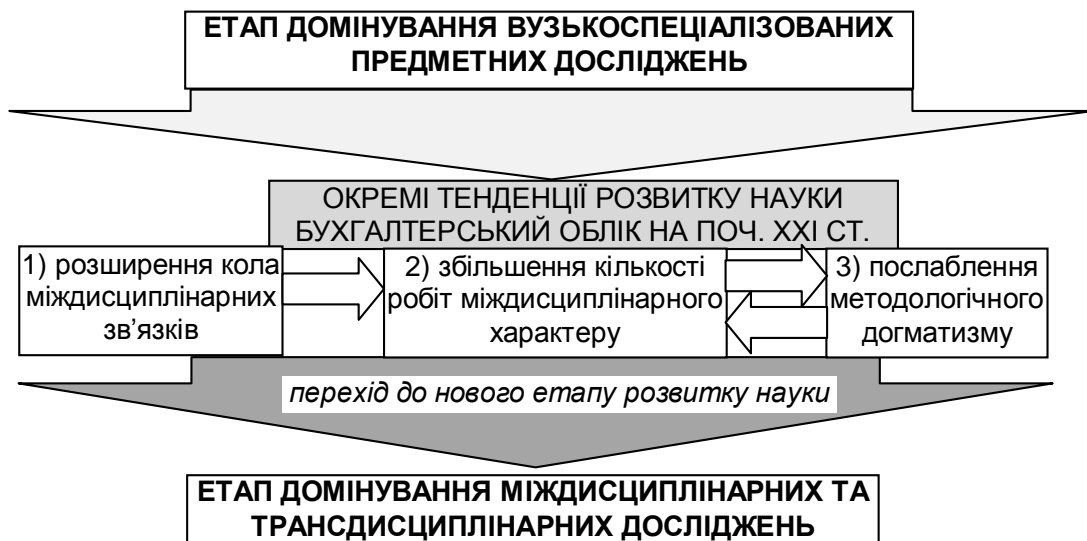 ЕТАП ДОМІНУВАННЯ ВУЗЬКОСПЕЦІАЛІЗОВАНИХ
ПРЕДМЕТНИХ ДОСЛІДЖЕНЬ
ОКРЕМІ ТЕНДЕНЦІЇ РОЗВИТКУ НАУКИ
БУХГАЛТЕРСЬКИЙ ОБЛІК НА ПОЧ. ХХІ СТ.
1) розширення кола
міждисциплінарних
зв’язків
2) збільшення кількості
робіт міждисциплінарного
характеру
3) послаблення
методологічного
догматизму
перехід до нового етапу розвитку науки
ЕТАП ДОМІНУВАННЯ МІЖДИСЦИПЛІНАРНИХ ТА
ТРАНСДИСЦИПЛІНАРНИХ ДОСЛІДЖЕНЬ